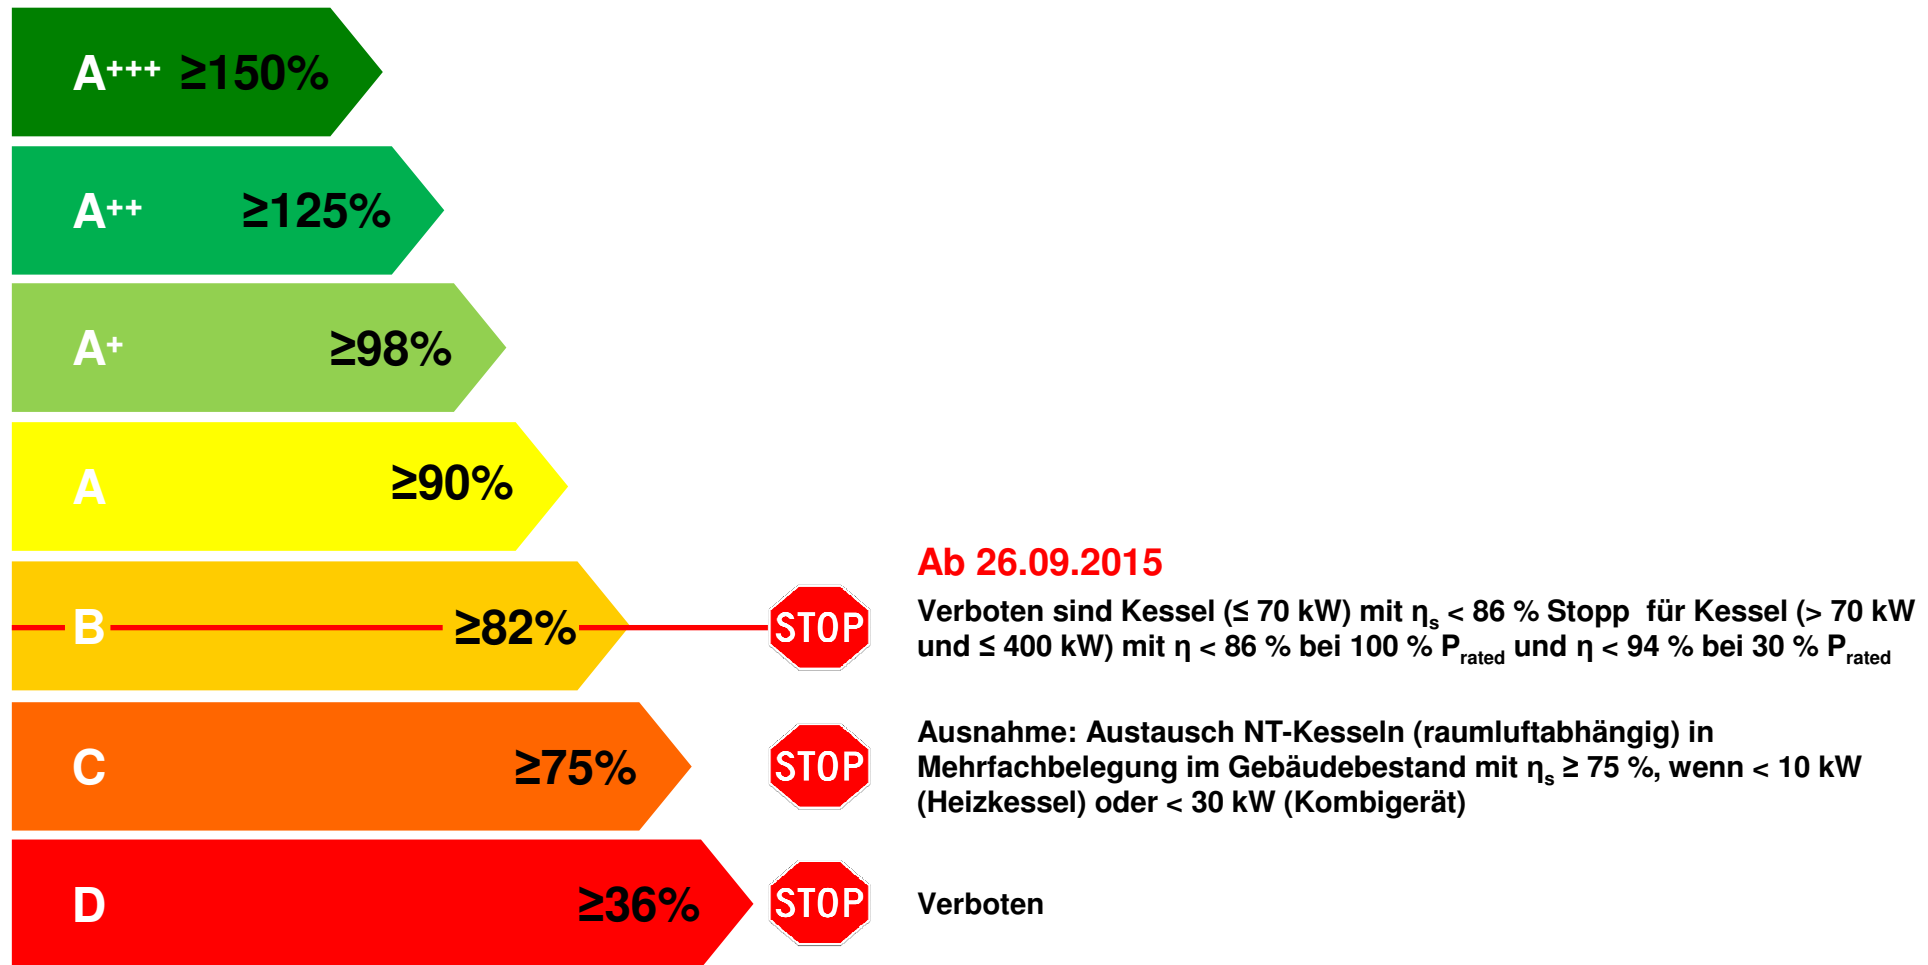 A+++ ≥150%
A++ ≥125%
A+ ≥98%
A ≥90%
Ab 26.09.2015
B ≥82% STOP Verboten sind Kessel (≤ 70 kW) mit ηs < 86 % Stopp für Kessel (> 70 kW
und ≤ 400 kW) mit η < 86 % bei 100 % Prated und η < 94 % bei 30 % Prated
C ≥75% STOP Ausnahme: Austausch NT-Kesseln (raumluftabhängig) in
Mehrfachbelegung im Gebäudebestand mit ηs ≥ 75 %, wenn < 10 kW
(Heizkessel) oder < 30 kW (Kombigerät)
D ≥36% STOP Verboten